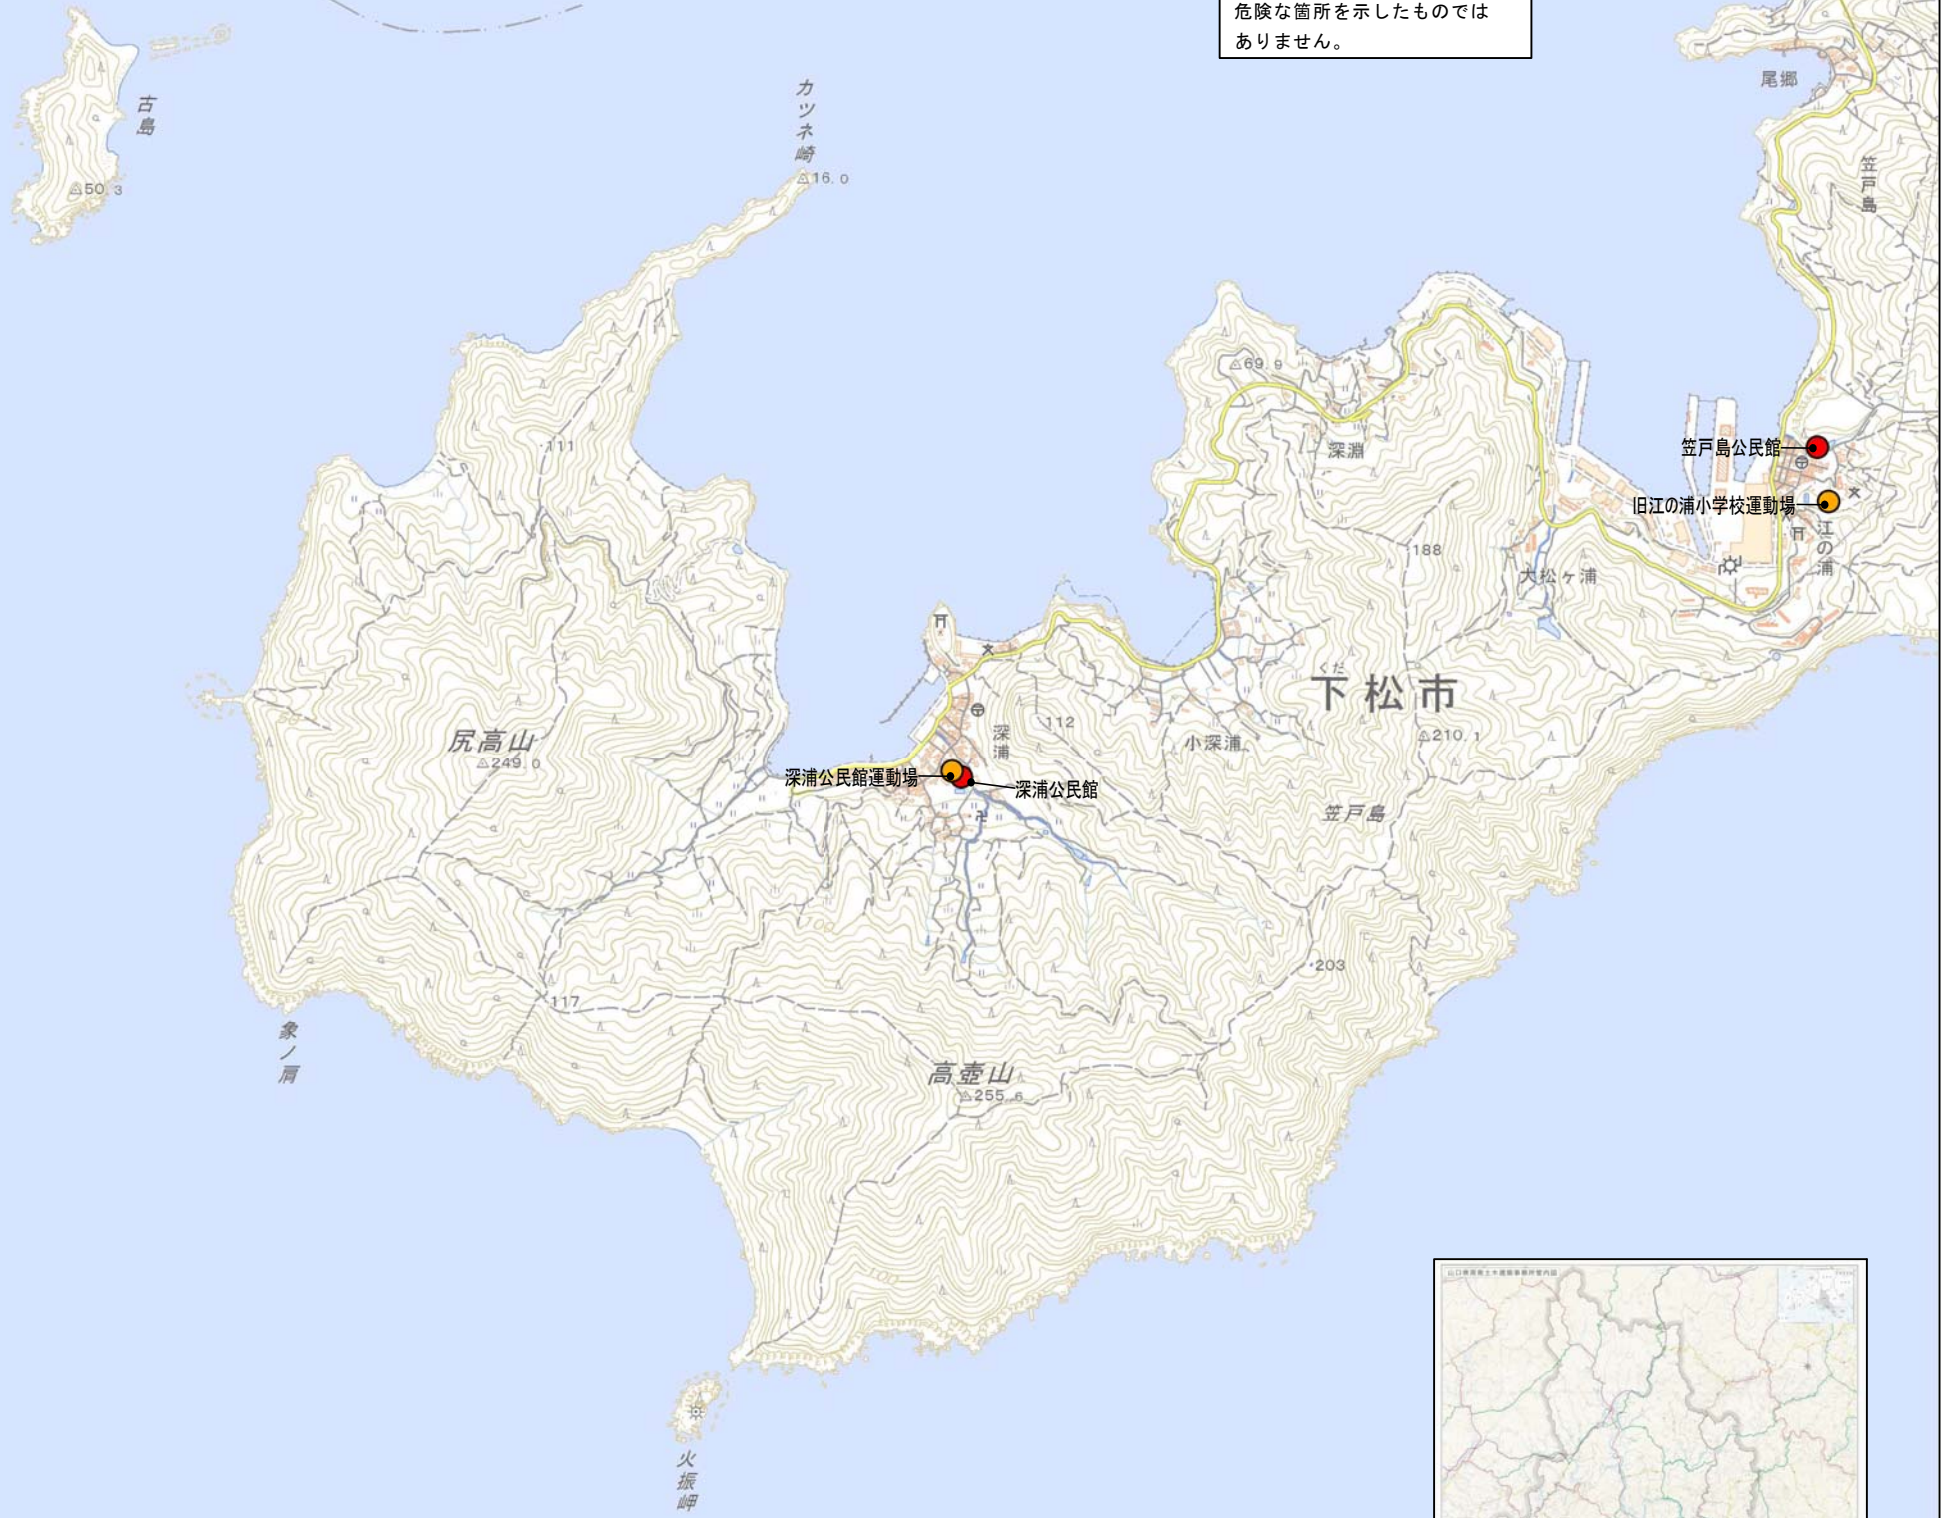 危険な箇所を示したものでは
ありません。
古島
50.3
カツネ崎
16.0
尾郷
笠戸島
69.9
深淵
111
笠戸島公民館
旧江の浦小学校運動場
江の浦
188
大松ヶ浦
くだ
下松市
210.1
小深浦
112
深浦
尻高山
249.0
深浦公民館運動場
深浦公民館
笠戸島
100
203
117
象ノ肩
高壺山
255.6
100
火振岬